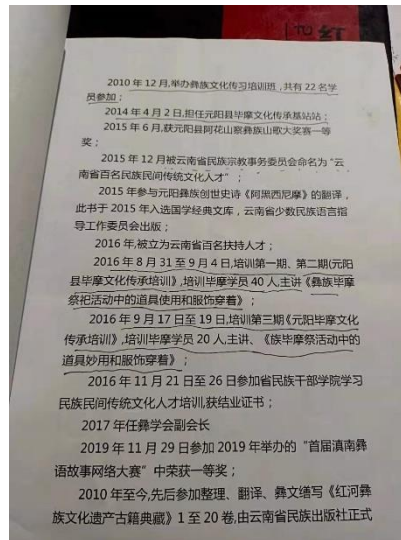 2010 年 12 月,举办彝族文化传习培训班,共有 22 名学
员参加；
2014 年 4 月 2 日,担任元阳县毕摩文化传承基站站；
2015 年 6 月,获元阳县阿花山寨彝族山歌大奖赛一等
奖；
2015 年 12 月被云南省民族宗教事务委员会命名为“云
南省百名民族民间传统文化人才”；
2015 年参与元阳彝族创世史诗《阿黑西尼摩》的翻译，
此书于 2015 年入选国学经典文库，云南省少数民族语言指
导工作委员会出版；
2016 年,被立为云南省百名扶持人才；
2016 年 8 月 31 至 9 月 4 日,培训第一期、第二期(元阳
县毕摩文化传承培训》,培训毕摩学员 40 人,主讲《彝族毕摩
祭祀活动中的道具使用和服饰穿着》；
2016 年 9 月 17 日至 19 日,培训第三期《元阳毕摩文化
传承培训》,培训毕摩学员 20 人,主讲、《族毕摩祭活动中的
道具妙用和服饰穿着》；
2016 年 11 月 21 日至 26 日参加省民族干部学院学习
民族民间传统文化人才培训,获结业证书；
2017 年任彝学会副会长
2019 年 11 月 29 日参加 2019 年举办的“首届滇南彝
语故事网络大赛”中荣获一等奖；
2010 年至今,先后参加整理、翻译、彝文缮写《红河彝
族文化遗产古籍典藏》1 至 20 卷,由云南省民族出版社正式